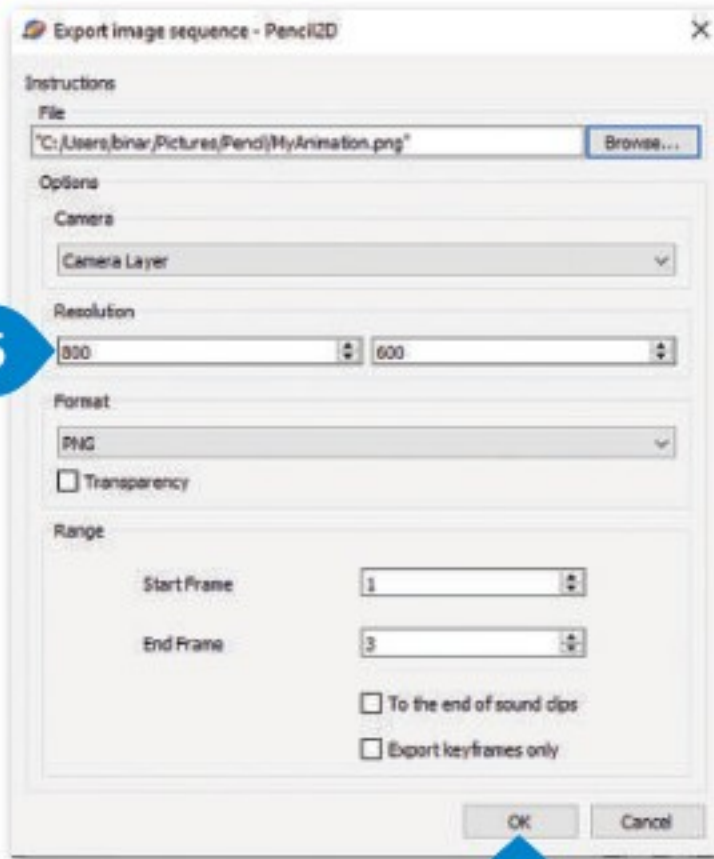 Export image sequence - Pencil2D
Instructions
File
"C:/Users/binar/Pictures/Pencil/MyAnimation.png" Browse...
Options
Camera
Camera Layer
Resolution
800 600
Format
PNG
Transparency
Range
Start Frame 1
End Frame 3
To the end of sound clips
Export keyframes only
OK Cancel